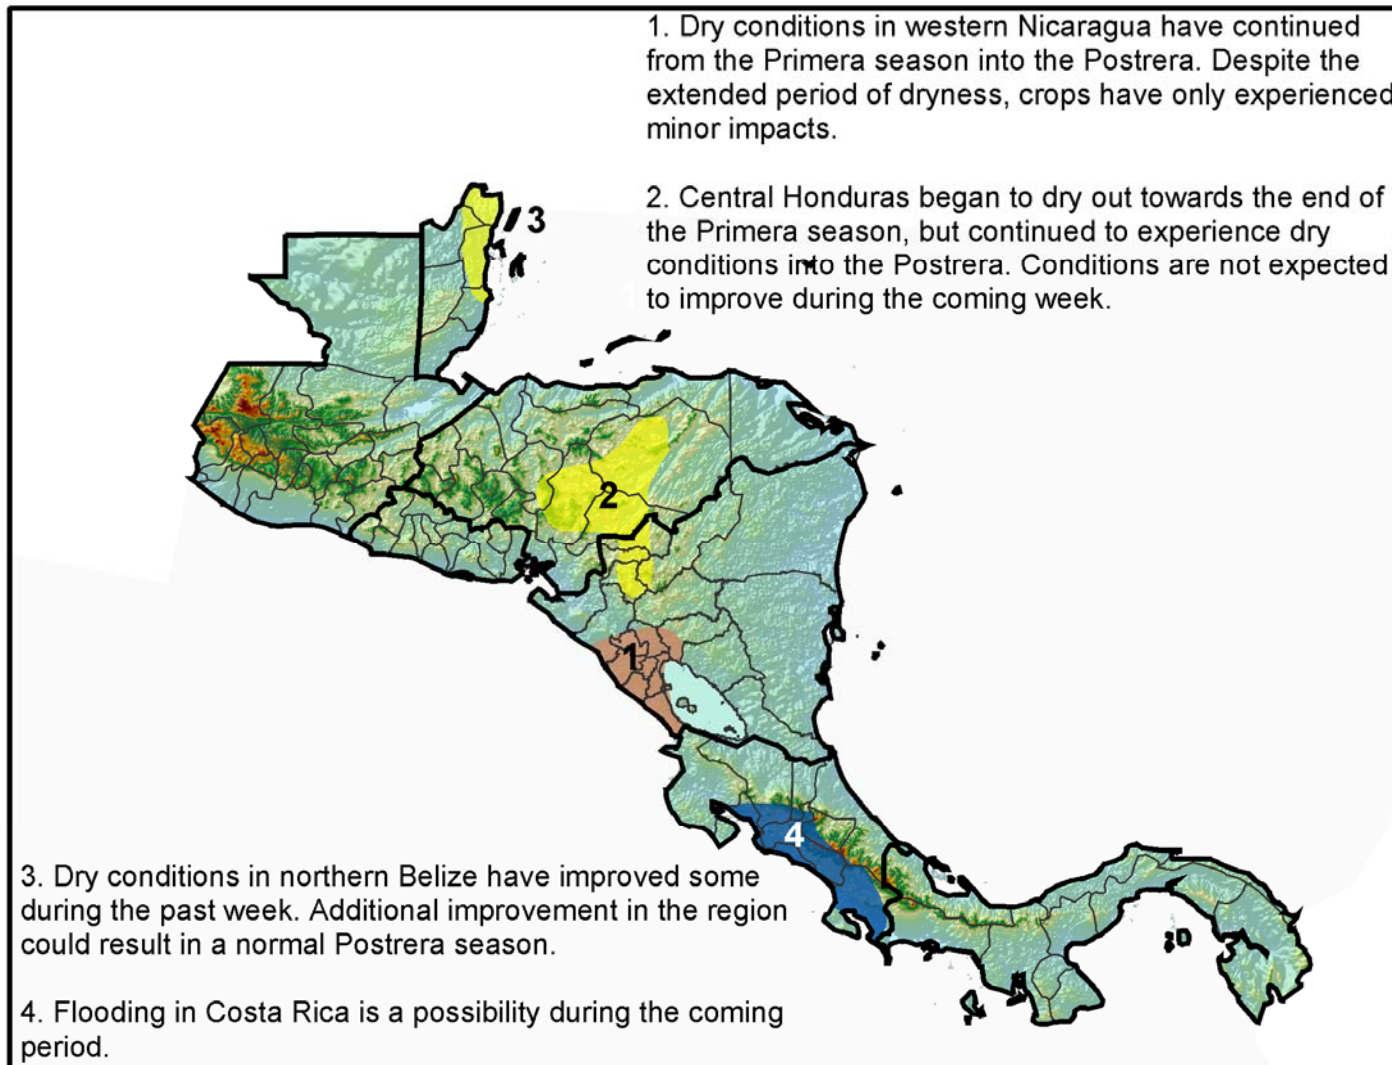 1. Dry conditions in western Nicaragua have continued
from the Primera season into the Postrera. Despite the
extended period of dryness, crops have only experienced
minor impacts.
2. Central Honduras began to dry out towards the end of
the Primera season, but continued to experience dry
conditions into the Postrera. Conditions are not expected
to improve during the coming week.
3
1
2
1
4
3. Dry conditions in northern Belize have improved some
during the past week. Additional improvement in the region
could result in a normal Postrera season.
4. Flooding in Costa Rica is a possibility during the coming
period.